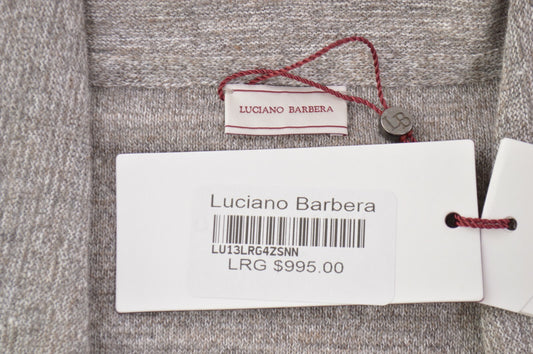 LUCIANO BARBERA
LB
Luciano Barbera
LU13LRG4ZSNN
LRG $995.00